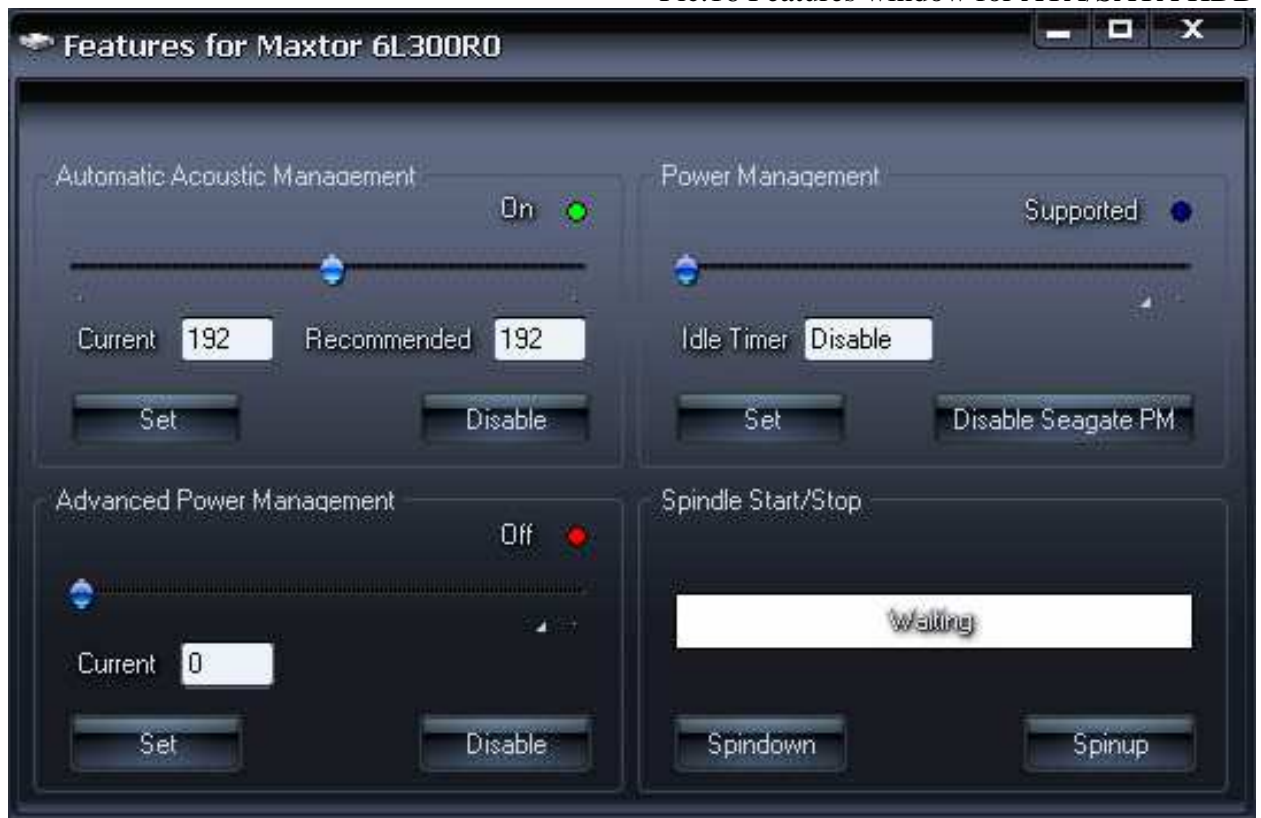 Features for Maxtor 6L300R0
Automatic Acoustic Management
On
Current 192 Recommended 192
Set Disable
Power Management
Supported
Idle Timer Disable
Set Disable Seagate PM
Advanced Power Management
Off
Current 0
Set Disable
Spindle Start/Stop
Waiting
Spindown Spinup